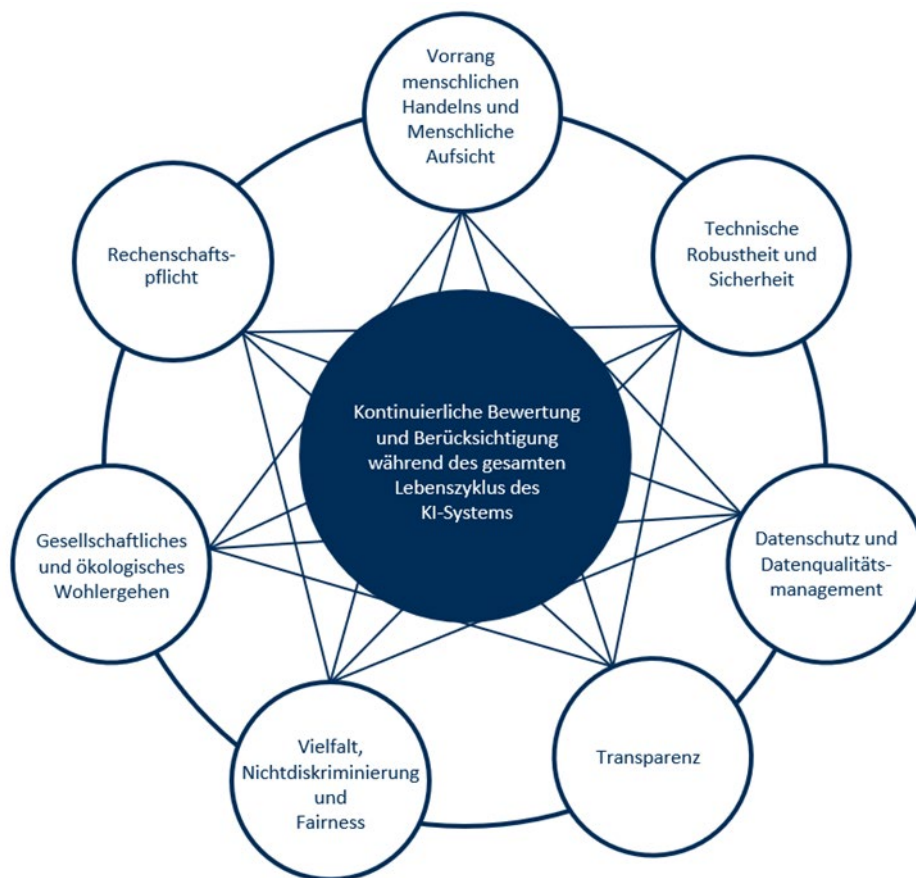 Vorrang
menschlichen
Handelns und
Menschliche
Aufsicht
Technische
Robustheit und
Sicherheit
Datenschutz und
Datenqualitäts-
management
Transparenz
Vielfalt,
Nichtdiskriminierung
und
Fairness
Gesellschaftliches
und ökologisches
Wohlergehen
Rechenschafts-
pflicht
Kontinuierliche Bewertung
und Berücksichtigung
während des gesamten
Lebenszyklus des
KI-Systems